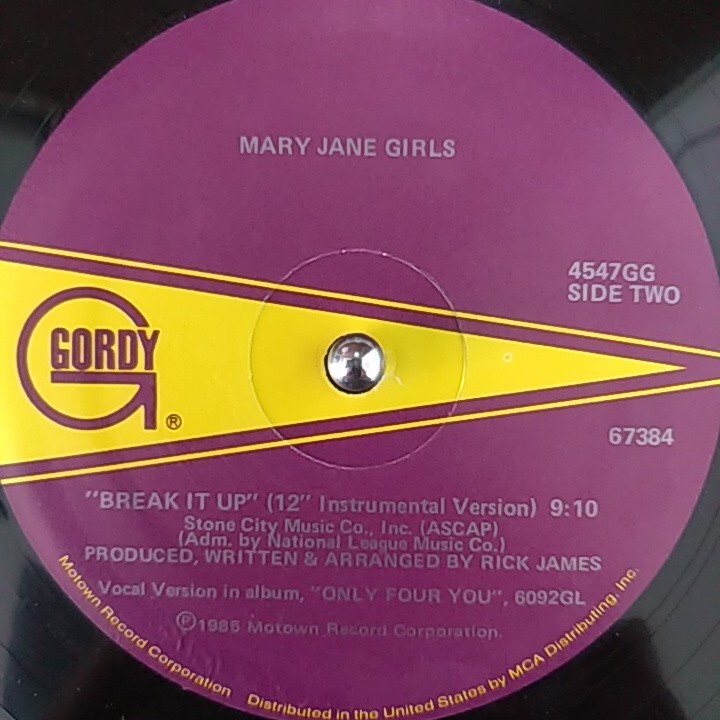 MARY JANE GIRLS
4547GG
SIDE TWO
GORDY
®
67384
"BREAK IT UP" (12" Instrumental Version) 9:10
Stone City Music Co., Inc. (ASCAP)
(Adm. by National League Music Co.)
PRODUCED, WRITTEN & ARRANGED BY RICK JAMES
Vocal Version in album, "ONLY FOUR YOU", 6092GL
℗1985 Motown Record Corporation.
Motown Record Corporation Distributed in the United States by MCA Distributing, Inc.